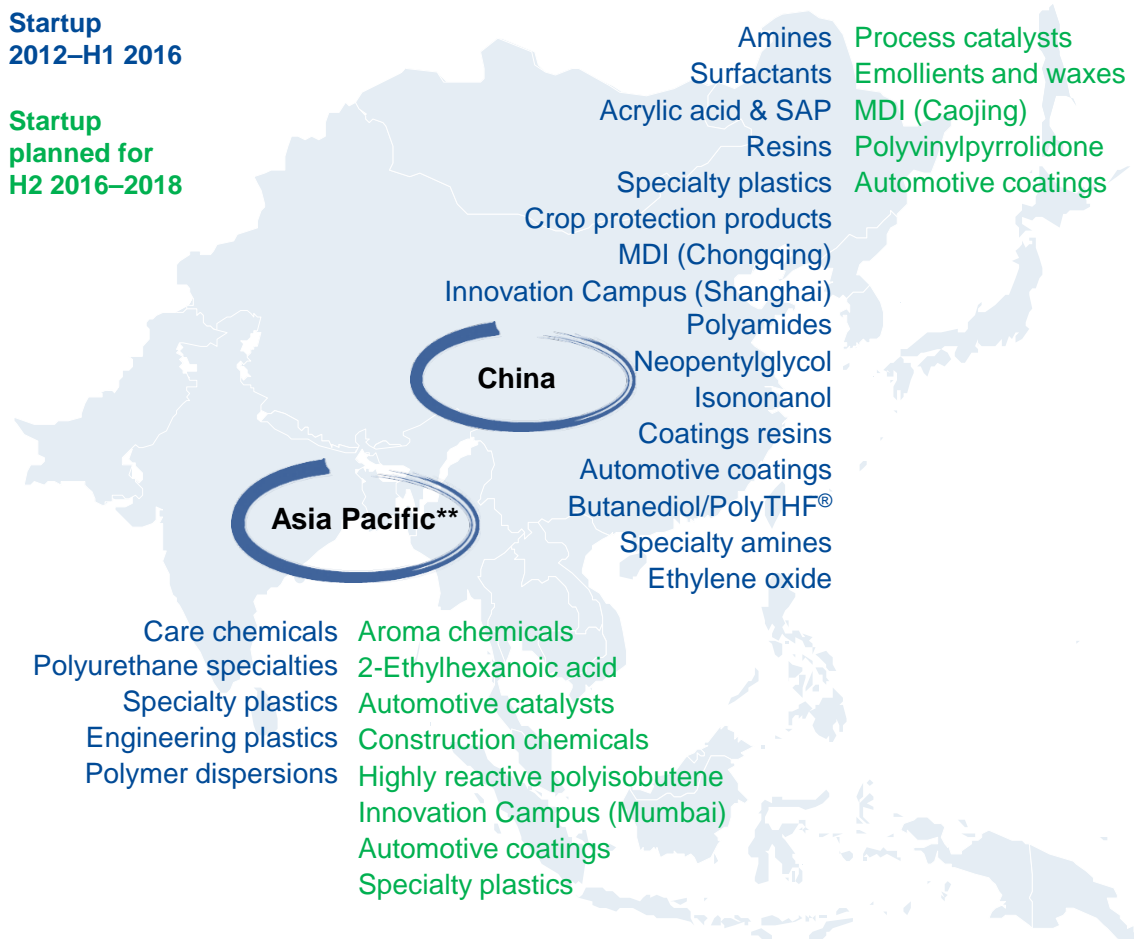 Startup
2012–H1 2016
Startup
planned for
H2 2016–2018
Amines
Surfactants
Acrylic acid & SAP
Resins
Specialty plastics
Crop protection products
MDI (Chongqing)
Innovation Campus (Shanghai)
Polyamides
Neopentylglycol
Isononanol
Coatings resins
Automotive coatings
Butanediol/PolyTHF®
Specialty amines
Ethylene oxide
Process catalysts
Emollients and waxes
MDI (Caojing)
Polyvinylpyrrolidone
Automotive coatings
China
Asia Pacific**
Care chemicals
Polyurethane specialties
Specialty plastics
Engineering plastics
Polymer dispersions
Aroma chemicals
2-Ethylhexanoic acid
Automotive catalysts
Construction chemicals
Highly reactive polyisobutene
Innovation Campus (Mumbai)
Automotive coatings
Specialty plastics